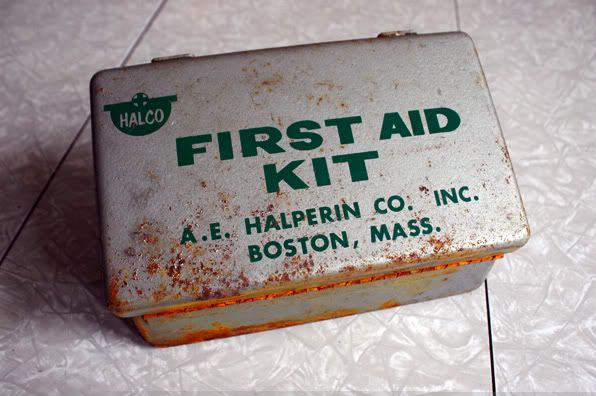 HALCO
FIRST AID
KIT
A.E. HALPERIN CO. INC.
BOSTON, MASS.